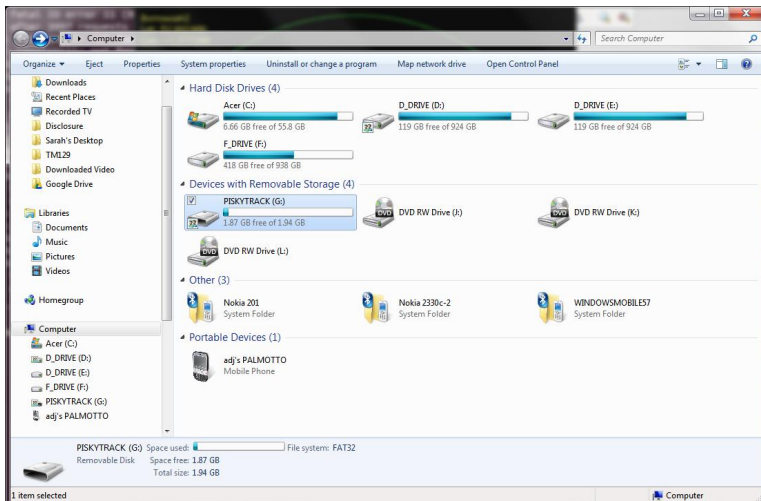 Computer
Search Computer
Organize
Eject
Properties
System properties
Uninstall or change a program
Map network drive
Open Control Panel
Downloads
Recent Places
Recorded TV
Disclosure
Sarah's Desktop
TM129
Downloaded Video
Google Drive
Libraries
Documents
Music
Pictures
Videos
Homegroup
Computer
Acer (C:)
D_DRIVE (D:)
D_DRIVE (E:)
F_DRIVE (F:)
PISKYTRACK (G:)
adj's PALMOTTO
Hard Disk Drives (4)
Acer (C:)
6.66 GB free of 55.8 GB
D_DRIVE (D:)
119 GB free of 924 GB
D_DRIVE (E:)
119 GB free of 924 GB
F_DRIVE (F:)
418 GB free of 938 GB
Devices with Removable Storage (4)
PISKYTRACK (G:)
1.87 GB free of 1.94 GB
DVD RW Drive (J:)
DVD RW Drive (K:)
DVD RW Drive (L:)
Other (3)
Nokia 201
System Folder
Nokia 2330c-2
System Folder
WINDOWSMOBILE57
System Folder
Portable Devices (1)
adj's PALMOTTO
Mobile Phone
PISKYTRACK (G:) Space used: File system: FAT32
Removable Disk Space free: 1.87 GB
Total size: 1.94 GB
1 item selected
Computer